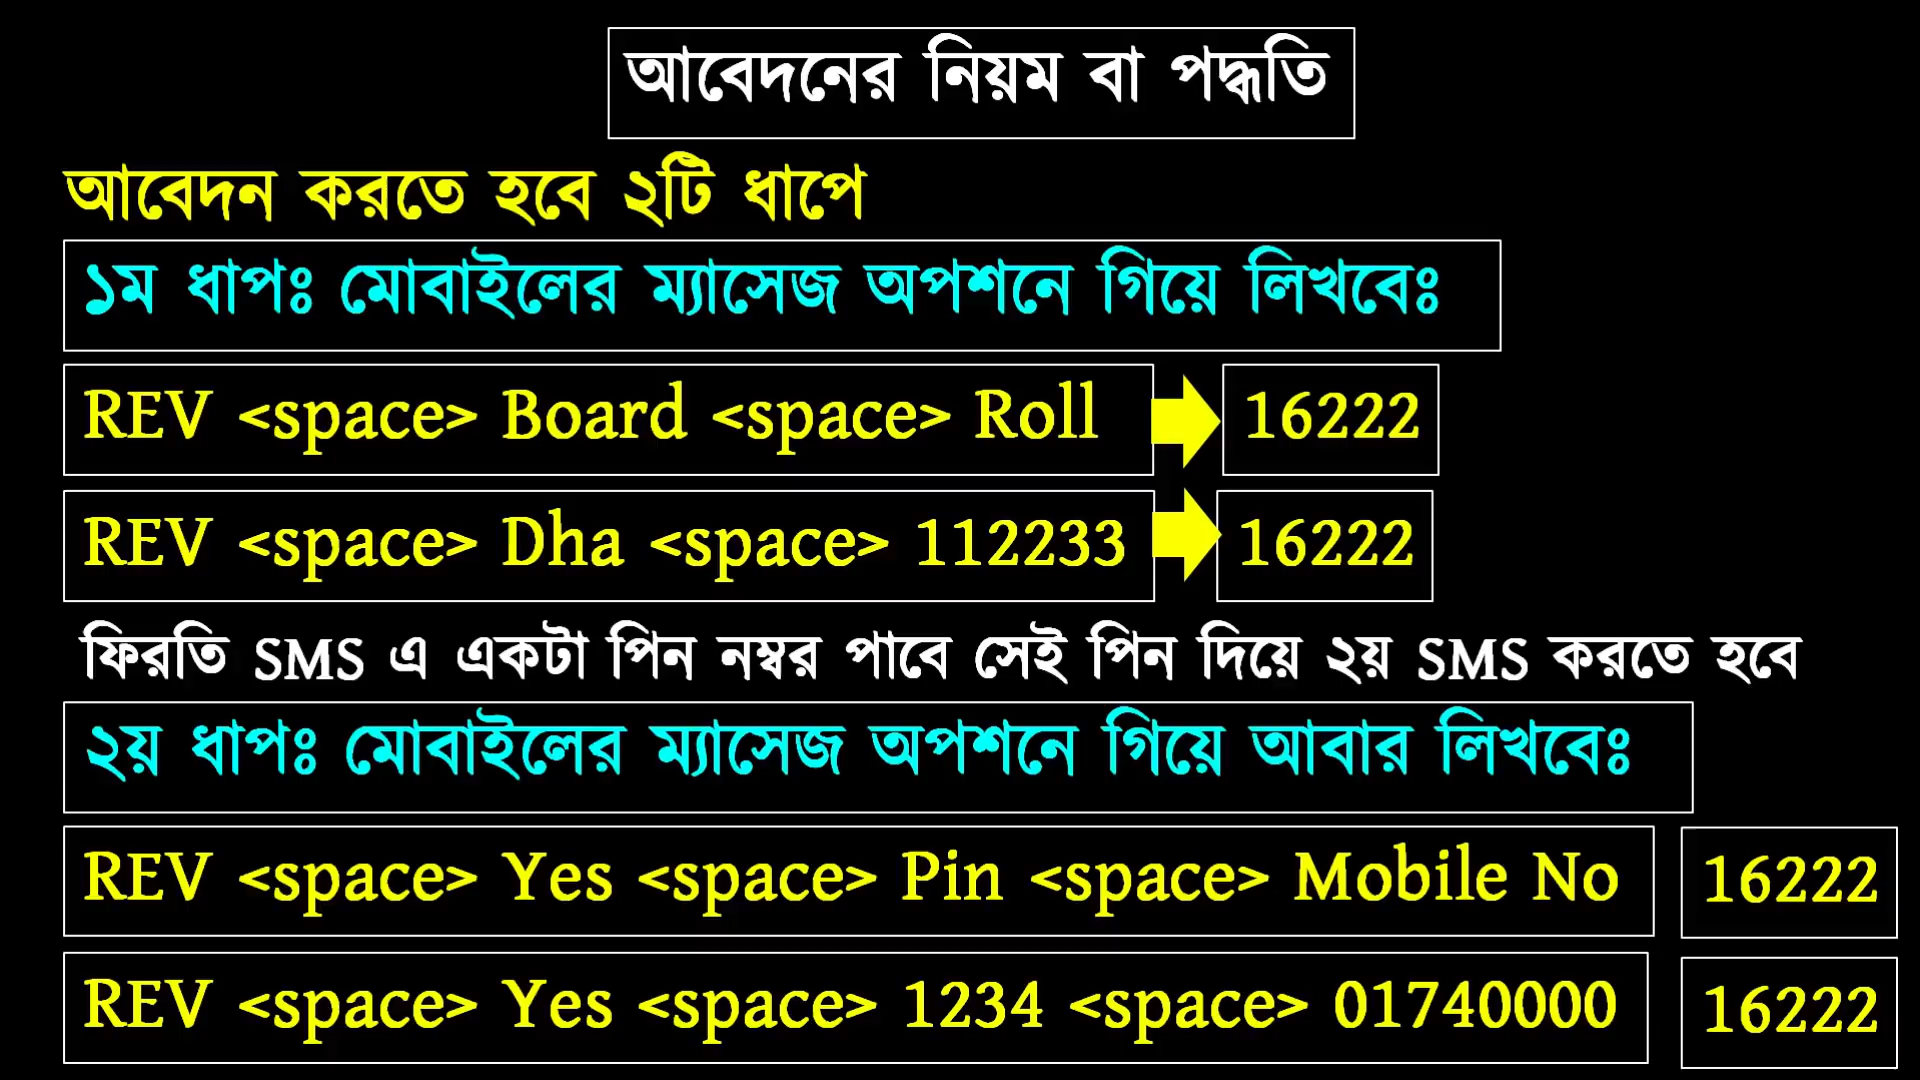 আবেদনের নিয়ম বা পদ্ধতি
আবেদন করতে হবে ২টি ধাপে
১ম ধাপঃ মোবাইলের ম্যাসেজ অপশনে গিয়ে লিখবেঃ
REV <space> Board <space> Roll 16222
REV <space> Dha <space> 112233 16222
ফিরতি SMS এ একটা পিন নম্বর পাবে সেই পিন দিয়ে ২য় SMS করতে হবে
২য় ধাপঃ মোবাইলের ম্যাসেজ অপশনে গিয়ে আবার লিখবেঃ
REV <space> Yes <space> Pin <space> Mobile No 16222
REV <space> Yes <space> 1234 <space> 01740000 16222